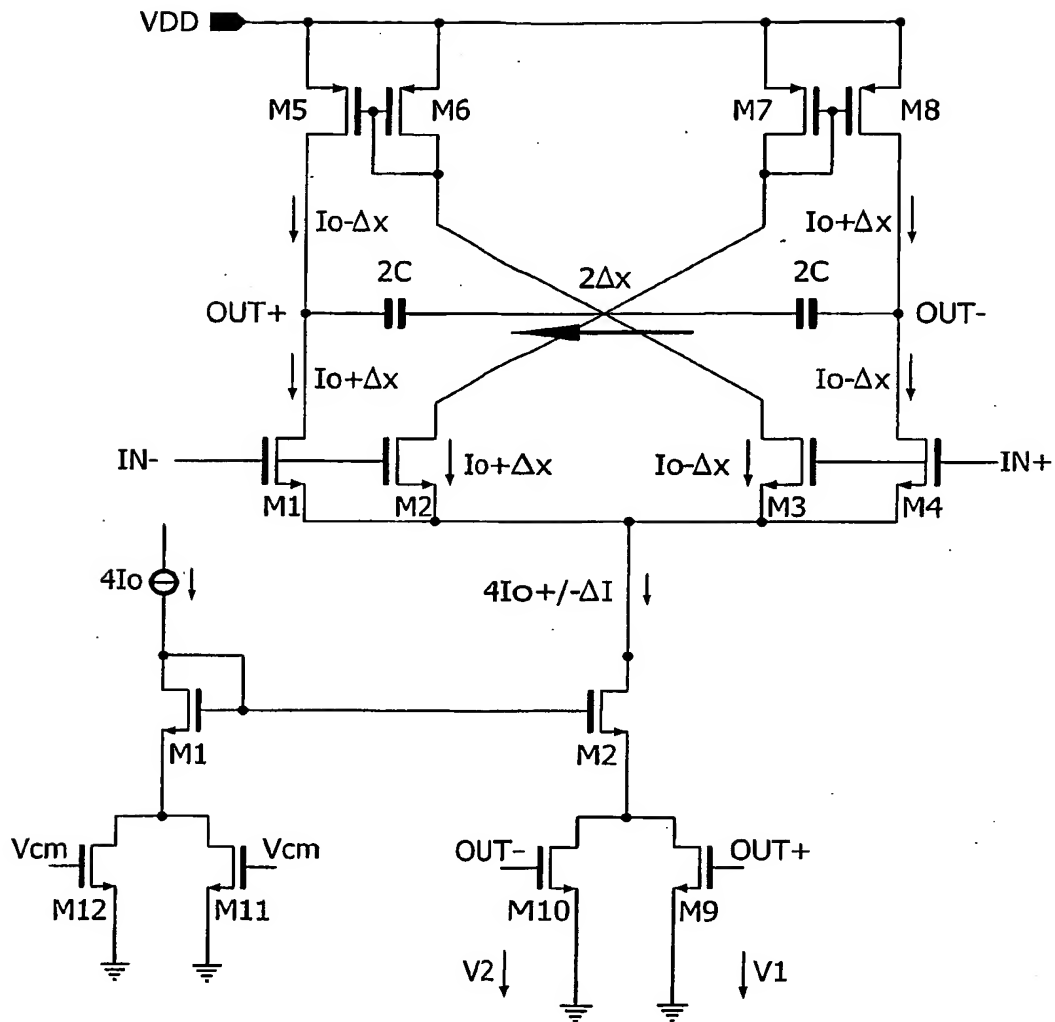 VDD
M5 M6 M7 M8
Io-Δx Io+Δx
2C 2Δx 2C
OUT+ OUT-
Io+Δx Io-Δx
IN- Io+Δx Io-Δx IN+
M1 M2 M3 M4
4Io 4Io+/-ΔI
M1 M2
Vcm Vcm OUT- OUT+
M12 M11 M10 M9
V2 V1